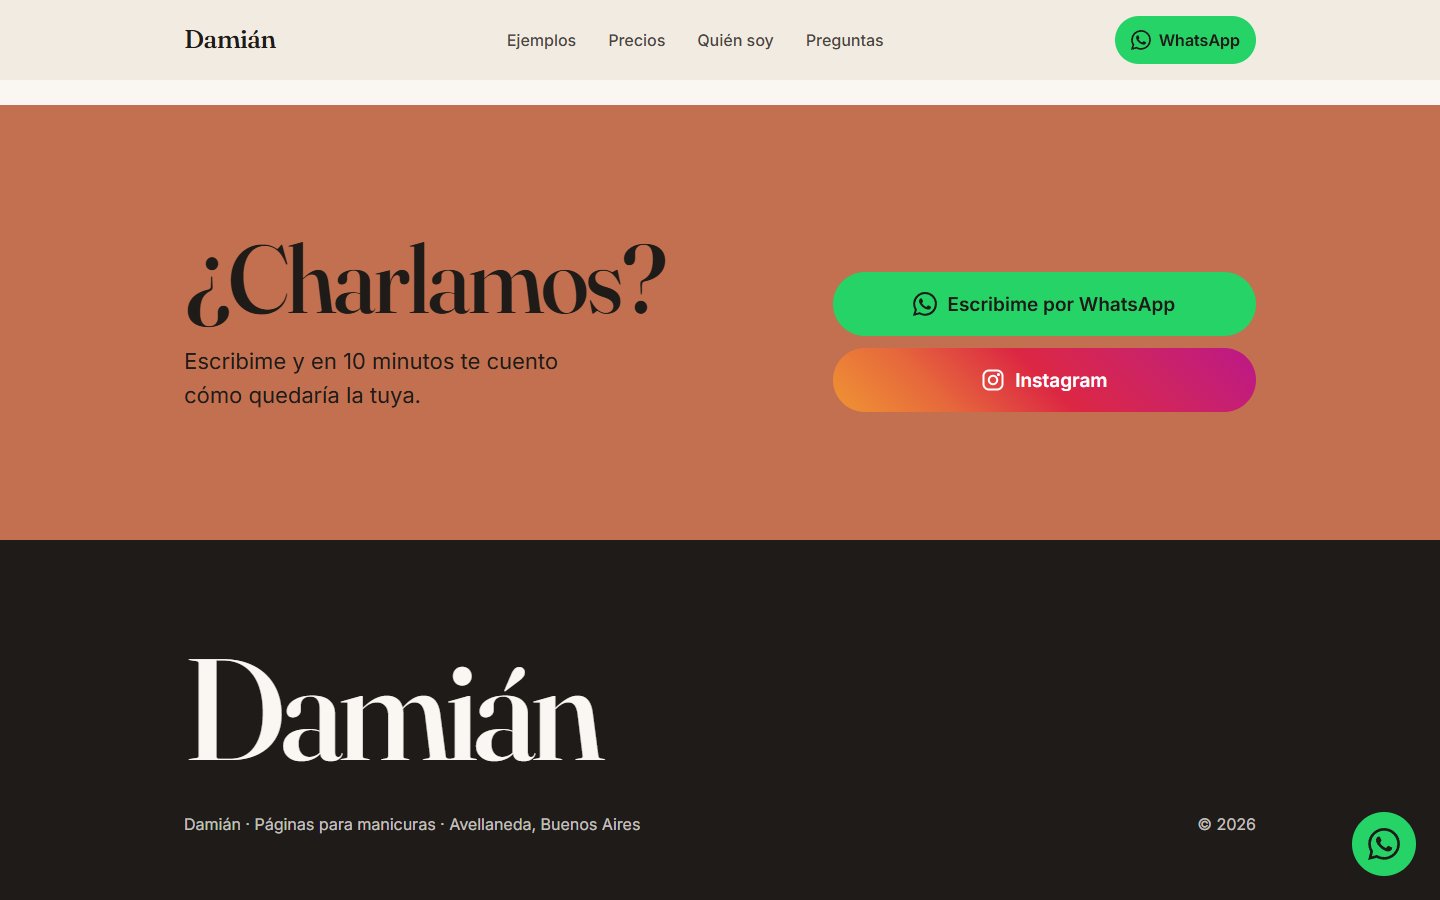 Damián
Ejemplos
Precios
Quién soy
Preguntas
WhatsApp
¿Charlamos?
Escribime y en 10 minutos te cuento
cómo quedaría la tuya.
Escribime por WhatsApp
Instagram
Damián
Damián · Páginas para manicuras · Avellaneda, Buenos Aires
© 2026